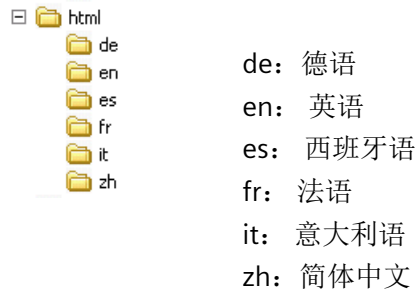 html
de
en
es
fr
it
zh
de：德语
en： 英语
es： 西班牙语
fr： 法语
it： 意大利语
zh：简体中文